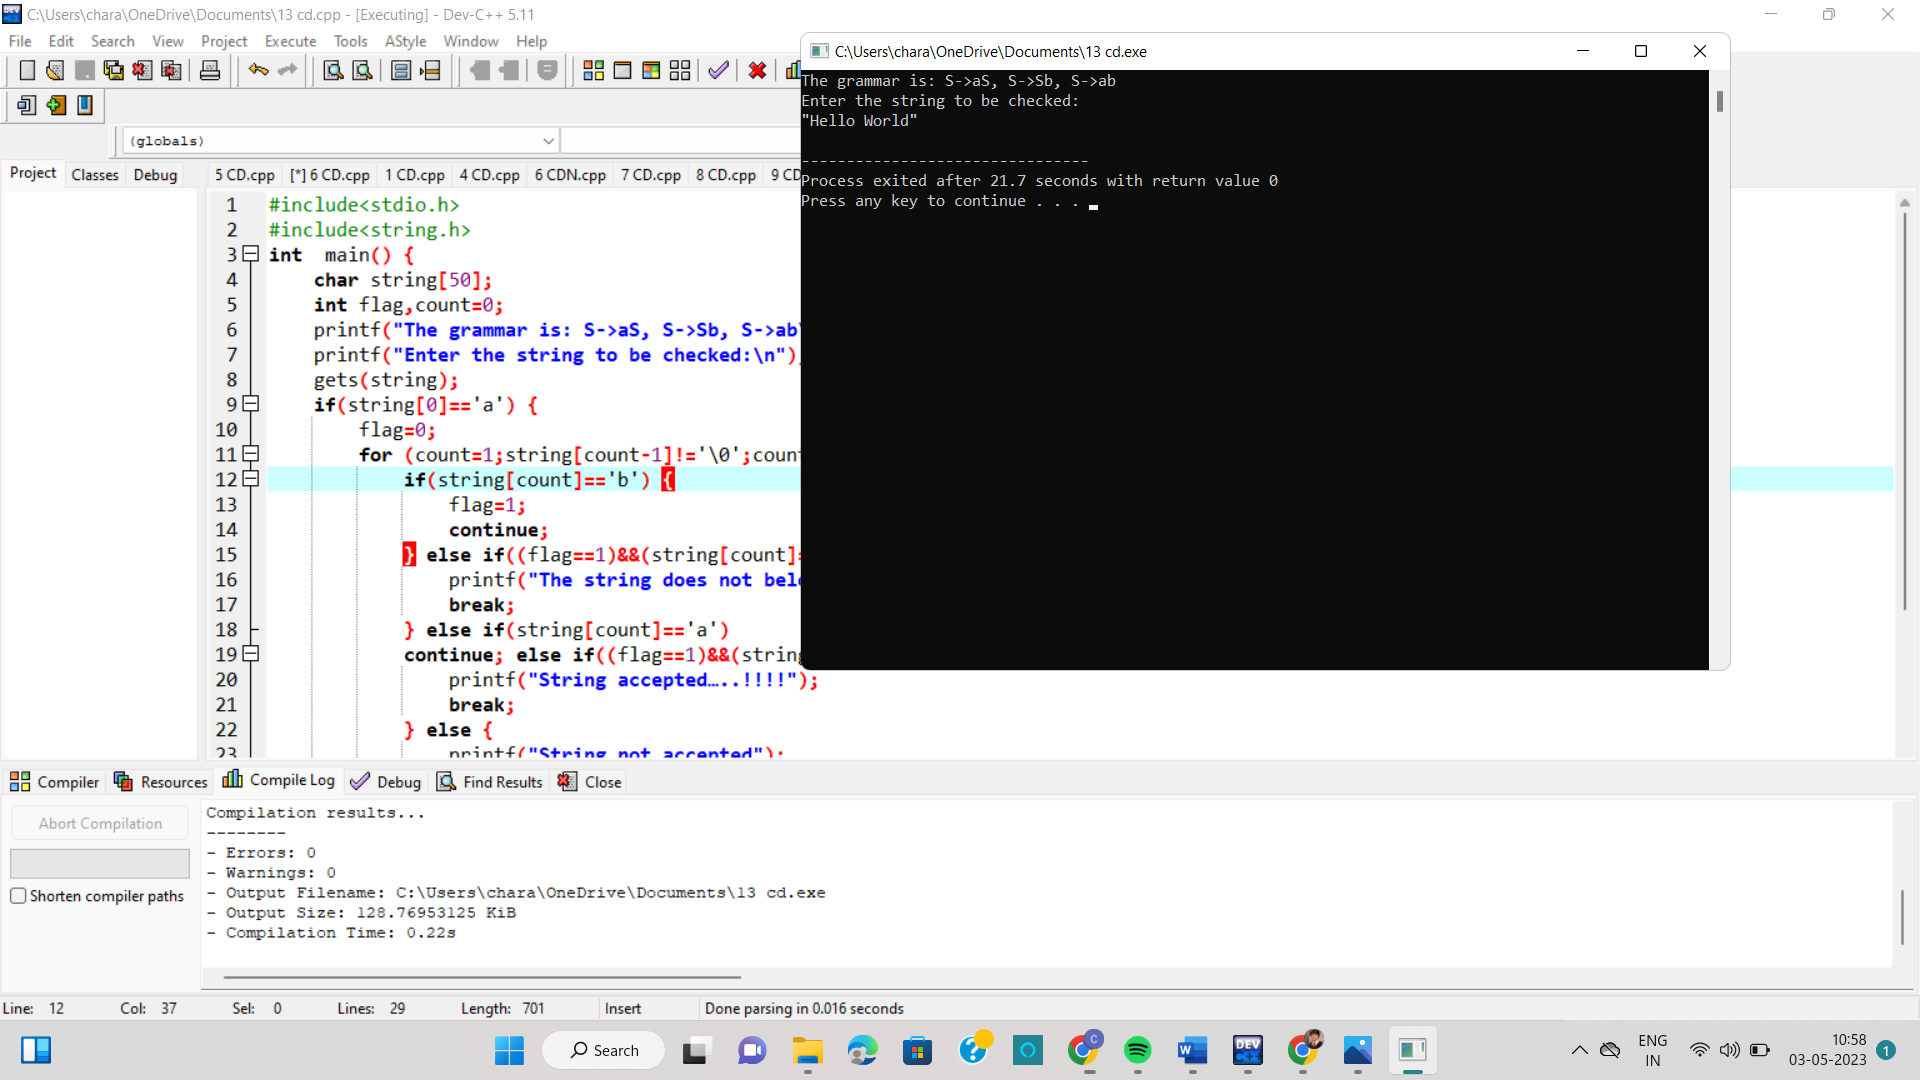 C:\Users\chara\OneDrive\Documents\13 cd.cpp - [Executing] - Dev-C++ 5.11
File Edit Search View Project Execute Tools AStyle Window Help
(globals)
Project Classes Debug
5 CD.cpp [*] 6 CD.cpp 1 CD.cpp 4 CD.cpp 6 CDN.cpp 7 CD.cpp 8 CD.cpp 9 CD
1 #include<stdio.h>
2 #include<string.h>
3 int  main() {
4 char string[50];
5 int flag,count=0;
6 printf("The grammar is: S->aS, S->Sb, S->ab\
7 printf("Enter the string to be checked:\n")
8 gets(string);
9 if(string[0]=='a') {
10 flag=0;
11 for (count=1;string[count-1]!='\0';coun
12 if(string[count]=='b') {
13 flag=1;
14 continue;
15 } else if((flag==1)&&(string[count]=
16 printf("The string does not bel
17 break;
18 } else if(string[count]=='a')
19 continue; else if((flag==1)&&(strin
20 printf("String accepted…..!!!!");
21 break;
22 } else {
23 printf("String not accepted");
C:\Users\chara\OneDrive\Documents\13 cd.exe
The grammar is: S->aS, S->Sb, S->ab
Enter the string to be checked:
"Hello World"
--------------------------------
Process exited after 21.7 seconds with return value 0
Press any key to continue . . .
Compiler Resources Compile Log Debug Find Results Close
Abort Compilation
Shorten compiler paths
Compilation results...
--------
- Errors: 0
- Warnings: 0
- Output Filename: C:\Users\chara\OneDrive\Documents\13 cd.exe
- Output Size: 128.76953125 KiB
- Compilation Time: 0.22s
Line: 12 Col: 37 Sel: 0 Lines: 29 Length: 701 Insert Done parsing in 0.016 seconds
Search
DEV C++
ENG
IN
10:58
03-05-2023
1